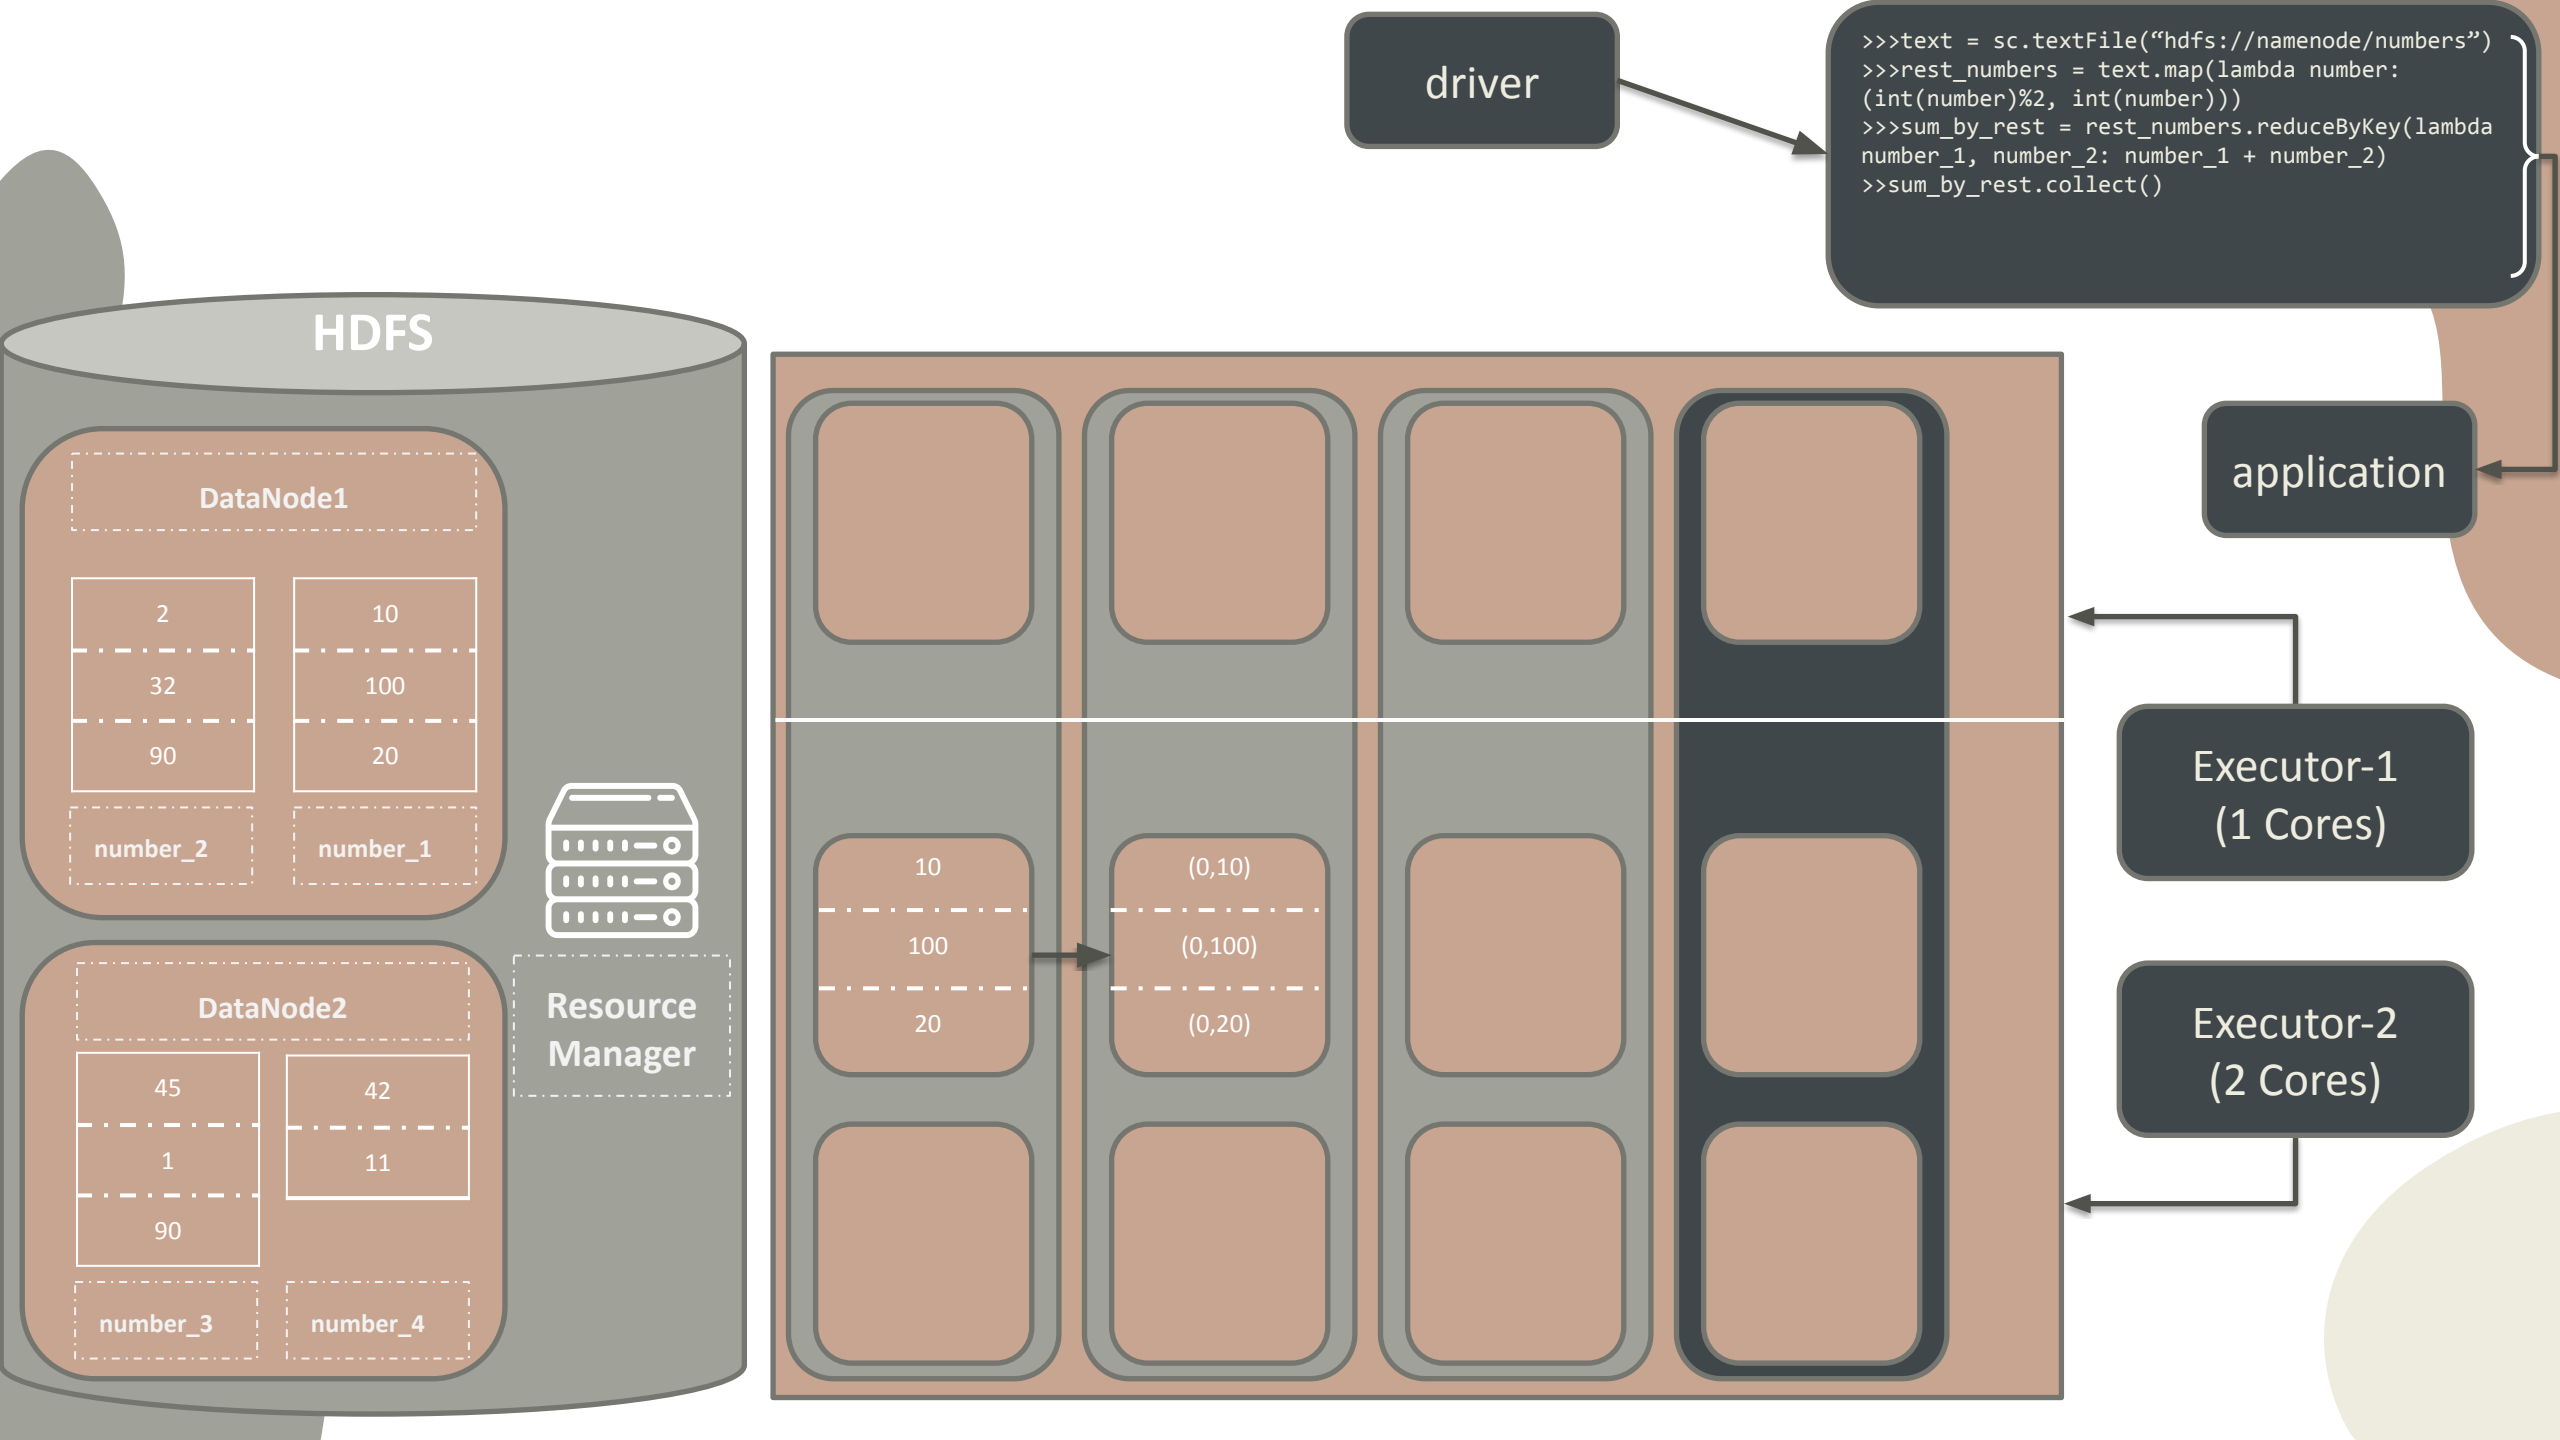 driver
>>>text = sc.textFile(“hdfs://namenode/numbers”)
>>>rest_numbers = text.map(lambda number:
(int(number)%2, int(number)))
>>>sum_by_rest = rest_numbers.reduceByKey(lambda
number_1, number_2: number_1 + number_2)
>>sum_by_rest.collect()
application
HDFS
DataNode1
2
32
90
number_2
10
100
20
number_1
DataNode2
45
1
90
number_3
42
11
number_4
Resource
Manager
10
100
20
(0,10)
(0,100)
(0,20)
Executor-1
(1 Cores)
Executor-2
(2 Cores)